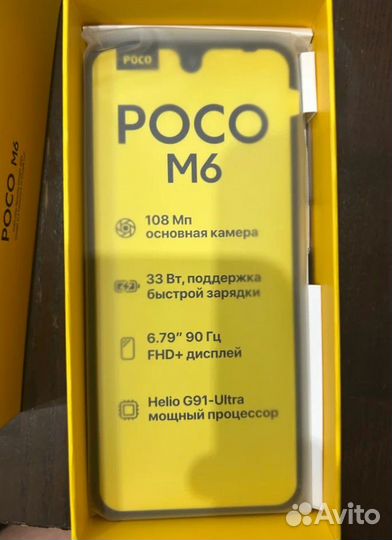 POCO
POCO
M6
108 Мп
основная камера
33 Вт, поддержка
быстрой зарядки
6.79” 90 Гц
FHD+ дисплей
Helio G91-Ultra
мощный процессор
POCO M6
Avito